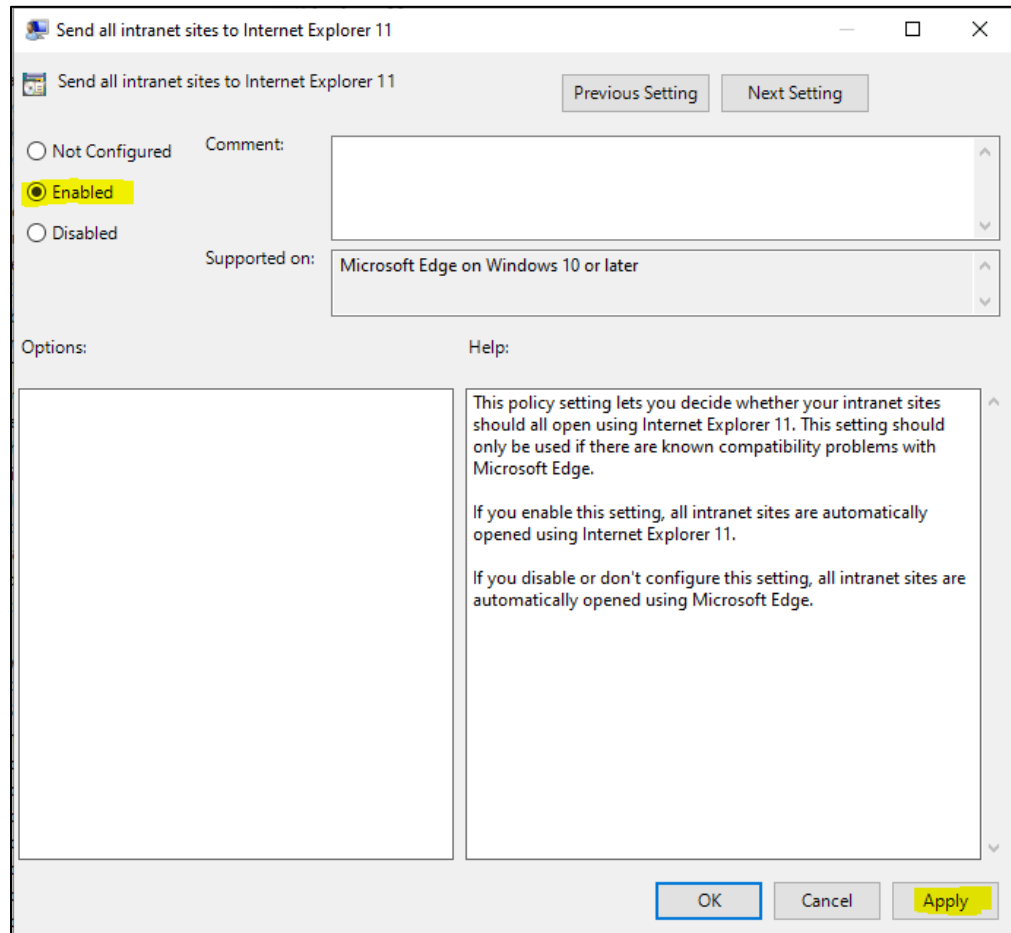 Send all intranet sites to Internet Explorer 11
Send all intranet sites to Internet Explorer 11
Previous Setting
Next Setting
Not Configured
Comment:
Enabled
Disabled
Supported on:
Microsoft Edge on Windows 10 or later
Options:
Help:
This policy setting lets you decide whether your intranet sites
should all open using Internet Explorer 11. This setting should
only be used if there are known compatibility problems with
Microsoft Edge.
If you enable this setting, all intranet sites are automatically
opened using Internet Explorer 11.
If you disable or don't configure this setting, all intranet sites are
automatically opened using Microsoft Edge.
OK
Cancel
Apply